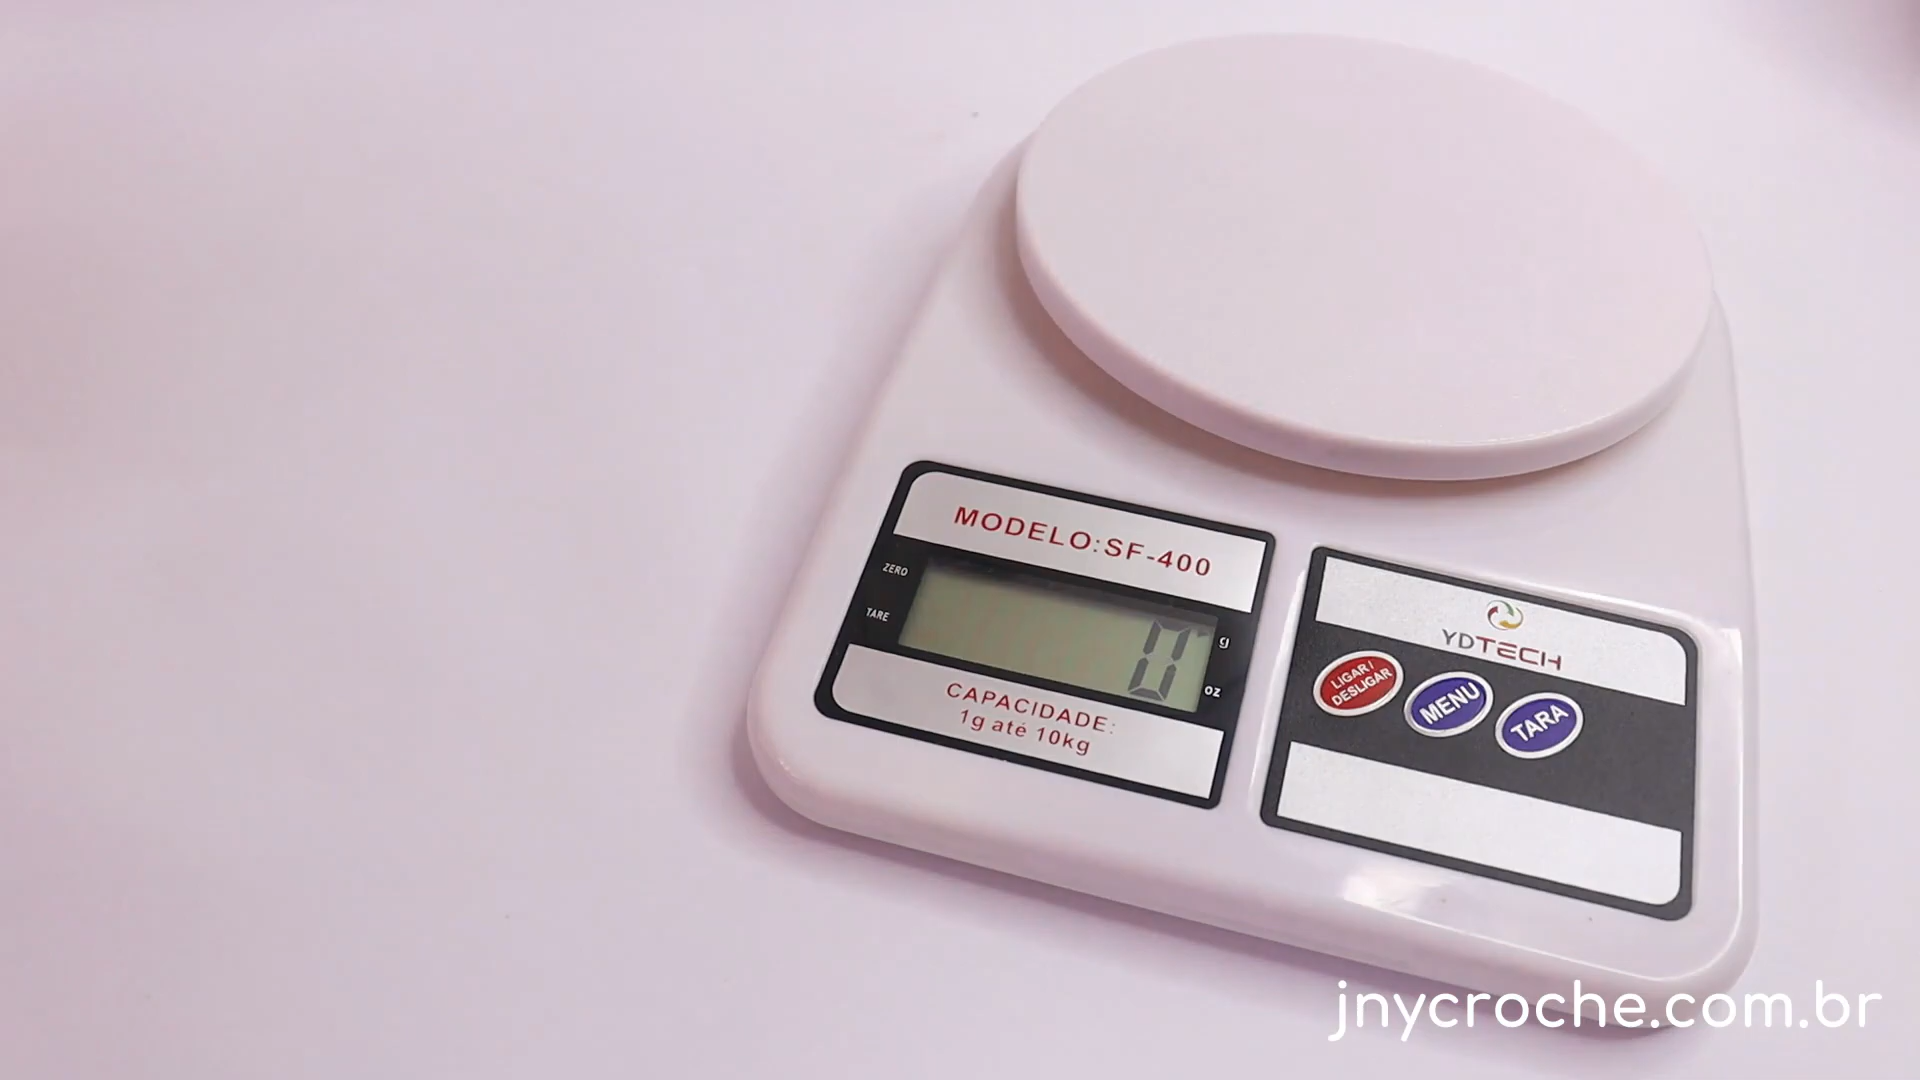 MODELO:SF-400
ZERO
TARE
0
g
oz
CAPACIDADE:
1g até 10kg
YDTECH
LIGAR/
DESLIGAR
MENU
TARA
jnycroche.com.br